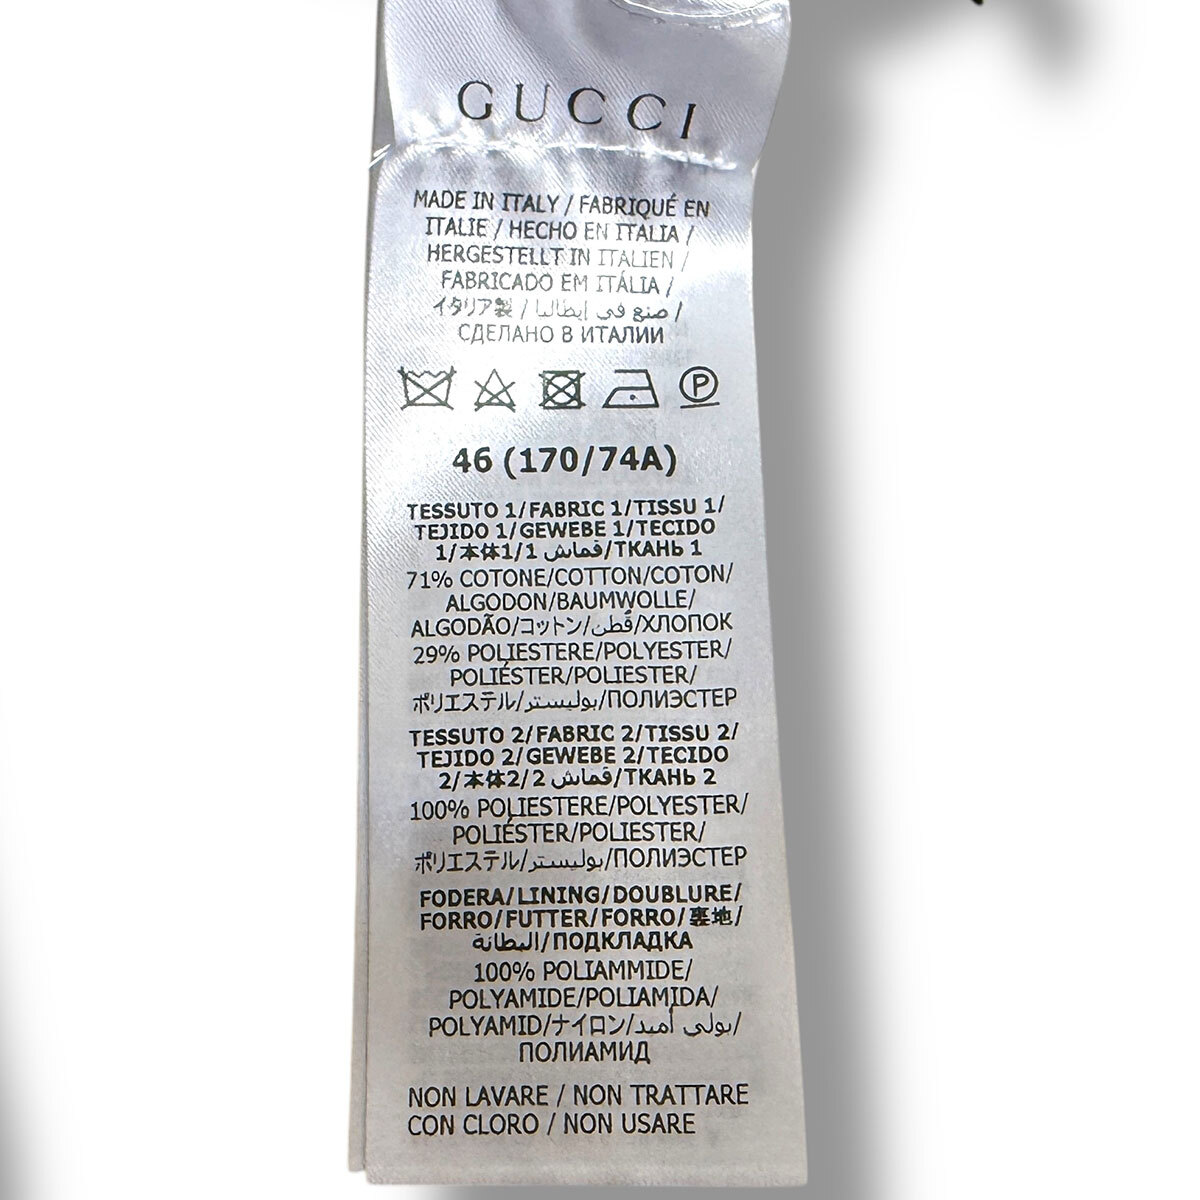 GUCCI
MADE IN ITALY / FABRIQUÉ EN
ITALIE / HECHO EN ITALIA /
HERGESTELLT IN ITALIEN /
FABRICADO EM ITÁLIA /
イタリア製 / صنع في إيطاليا /
СДЕЛАНО В ИТАЛИИ
P
46 (170/74A)
TESSUTO 1/FABRIC 1/TISSU 1/
TEJIDO 1/GEWEBE 1/TECIDO
1/本体1/1 قماش/ТКАНЬ 1
71% COTONE/COTTON/COTON/
ALGODON/BAUMWOLLE/
ALGODÃO/コットン/قطن/ХЛОПОК
29% POLIESTERE/POLYESTER/
POLIÉSTER/POLIESTER/
ポリエステル/بوليستر/ПОЛИЭСТЕР
TESSUTO 2/FABRIC 2/TISSU 2/
TEJIDO 2/GEWEBE 2/TECIDO
2/本体2/2 قماش/ТКАНЬ 2
100% POLIESTERE/POLYESTER/
POLIÉSTER/POLIESTER/
ポリエステル/بوليستر/ПОЛИЭСТЕР
FODERA/LINING/DOUBLURE/
FORRO/FUTTER/FORRO/裏地/
البطانة/ПОДКЛАДКА
100% POLIAMMIDE/
POLYAMIDE/POLIAMIDA/
POLYAMID/ナイロン/بولي أميد/
ПОЛИАМИД
NON LAVARE / NON TRATTARE
CON CLORO / NON USARE